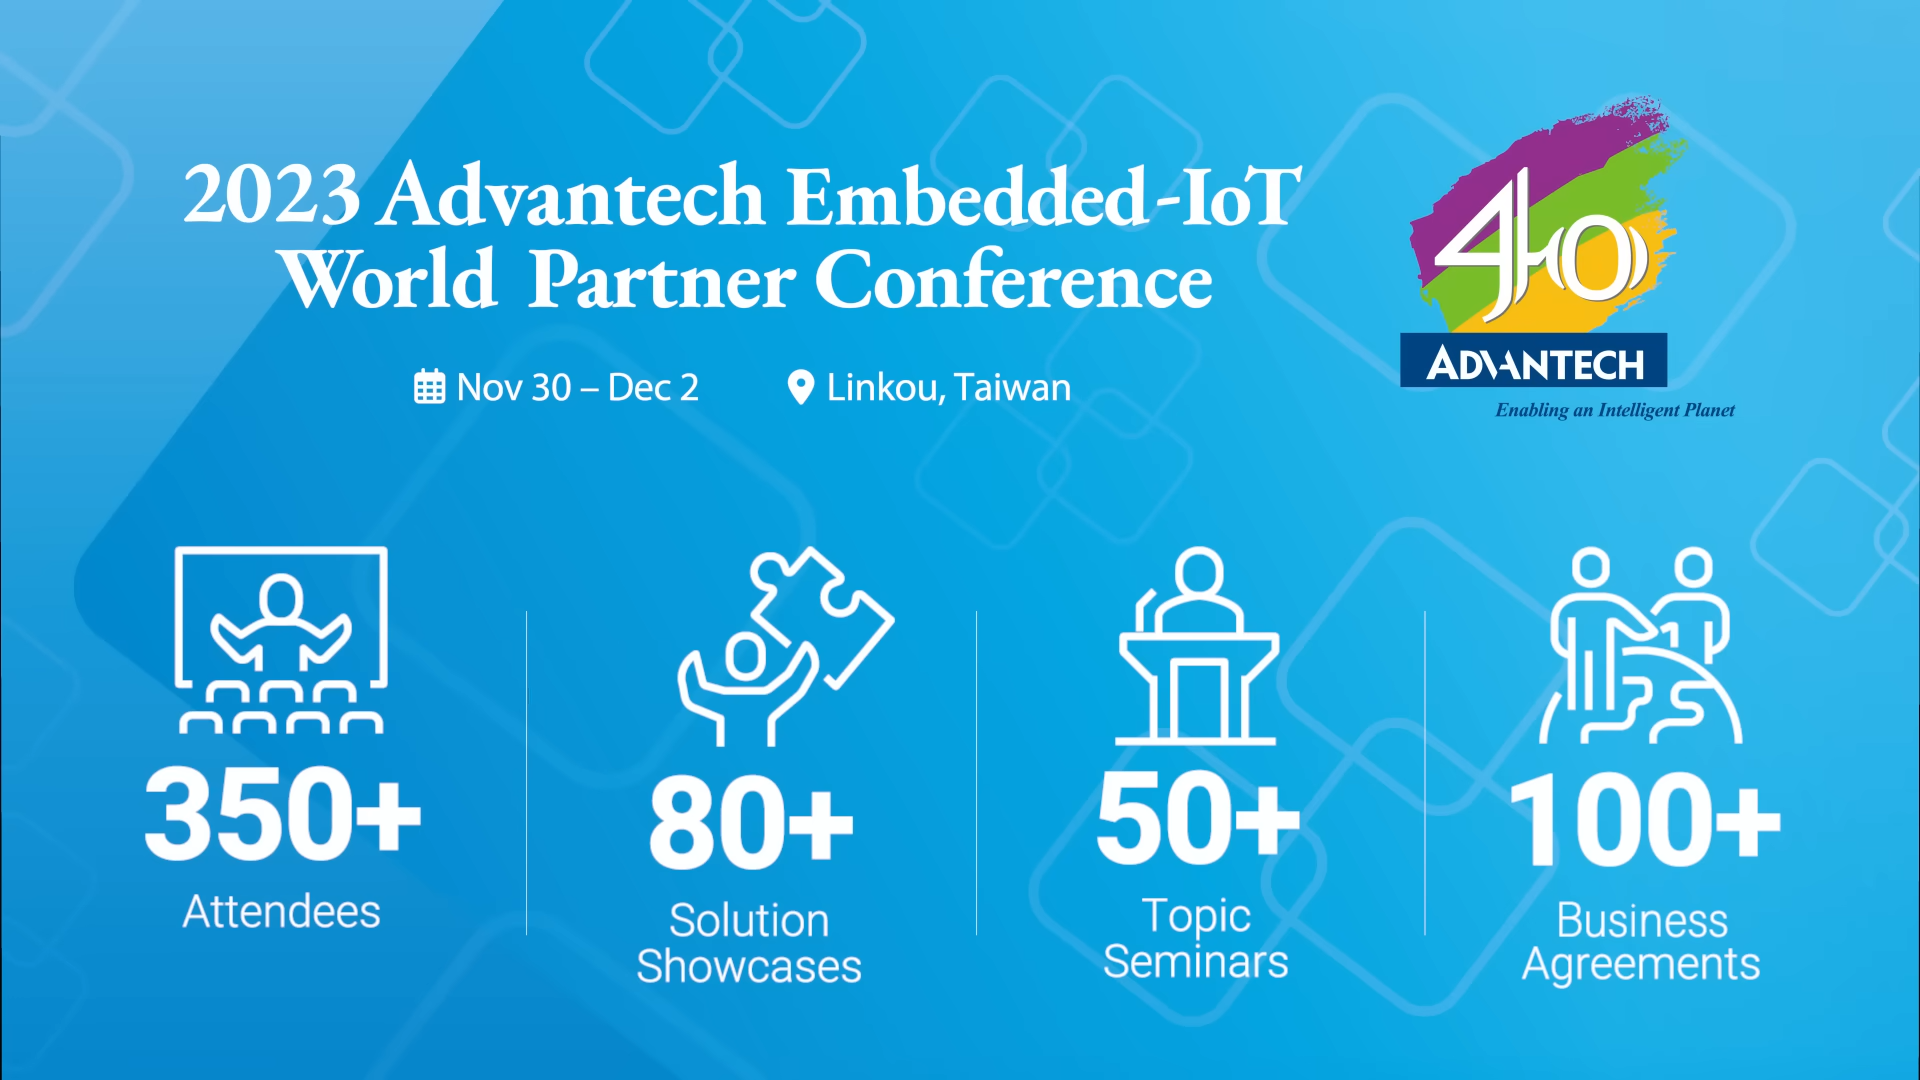 2023 Advantech Embedded-IoT
World Partner Conference
Nov 30 – Dec 2
Linkou, Taiwan
40
ADVANTECH
Enabling an Intelligent Planet
350+
Attendees
80+
Solution
Showcases
50+
Topic
Seminars
100+
Business
Agreements